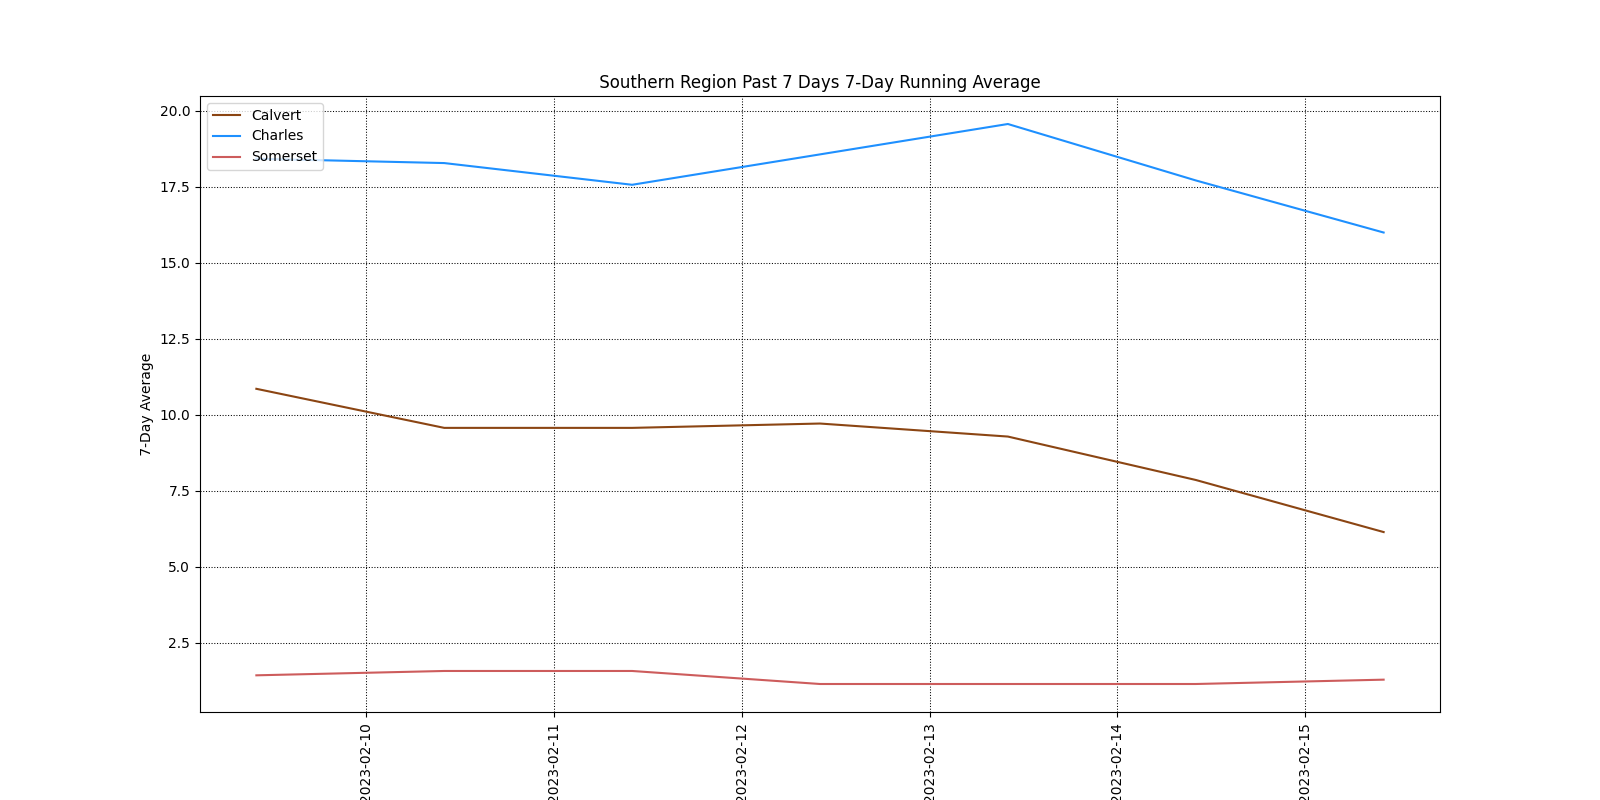 Southern Region Past 7 Days 7-Day Running Average
Calvert
Charles
Somerset
7-Day Average
20.0
17.5
15.0
12.5
10.0
7.5
5.0
2.5
2023-02-10
2023-02-11
2023-02-12
2023-02-13
2023-02-14
2023-02-15